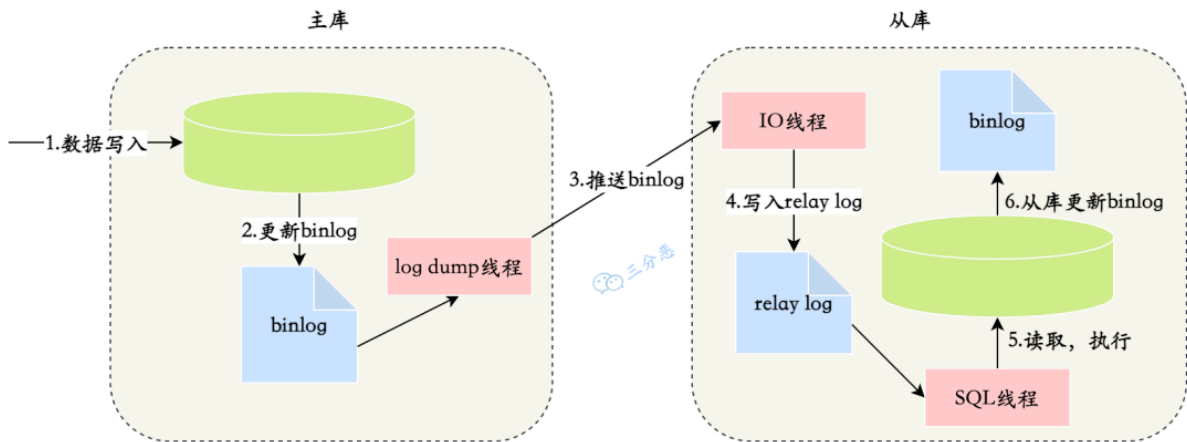 主库
从库
1.数据写入
2.更新binlog
binlog
log dump线程
3.推送binlog
三分恶
IO线程
4.写入relay log
relay log
SQL线程
5.读取，执行
6.从库更新binlog
binlog